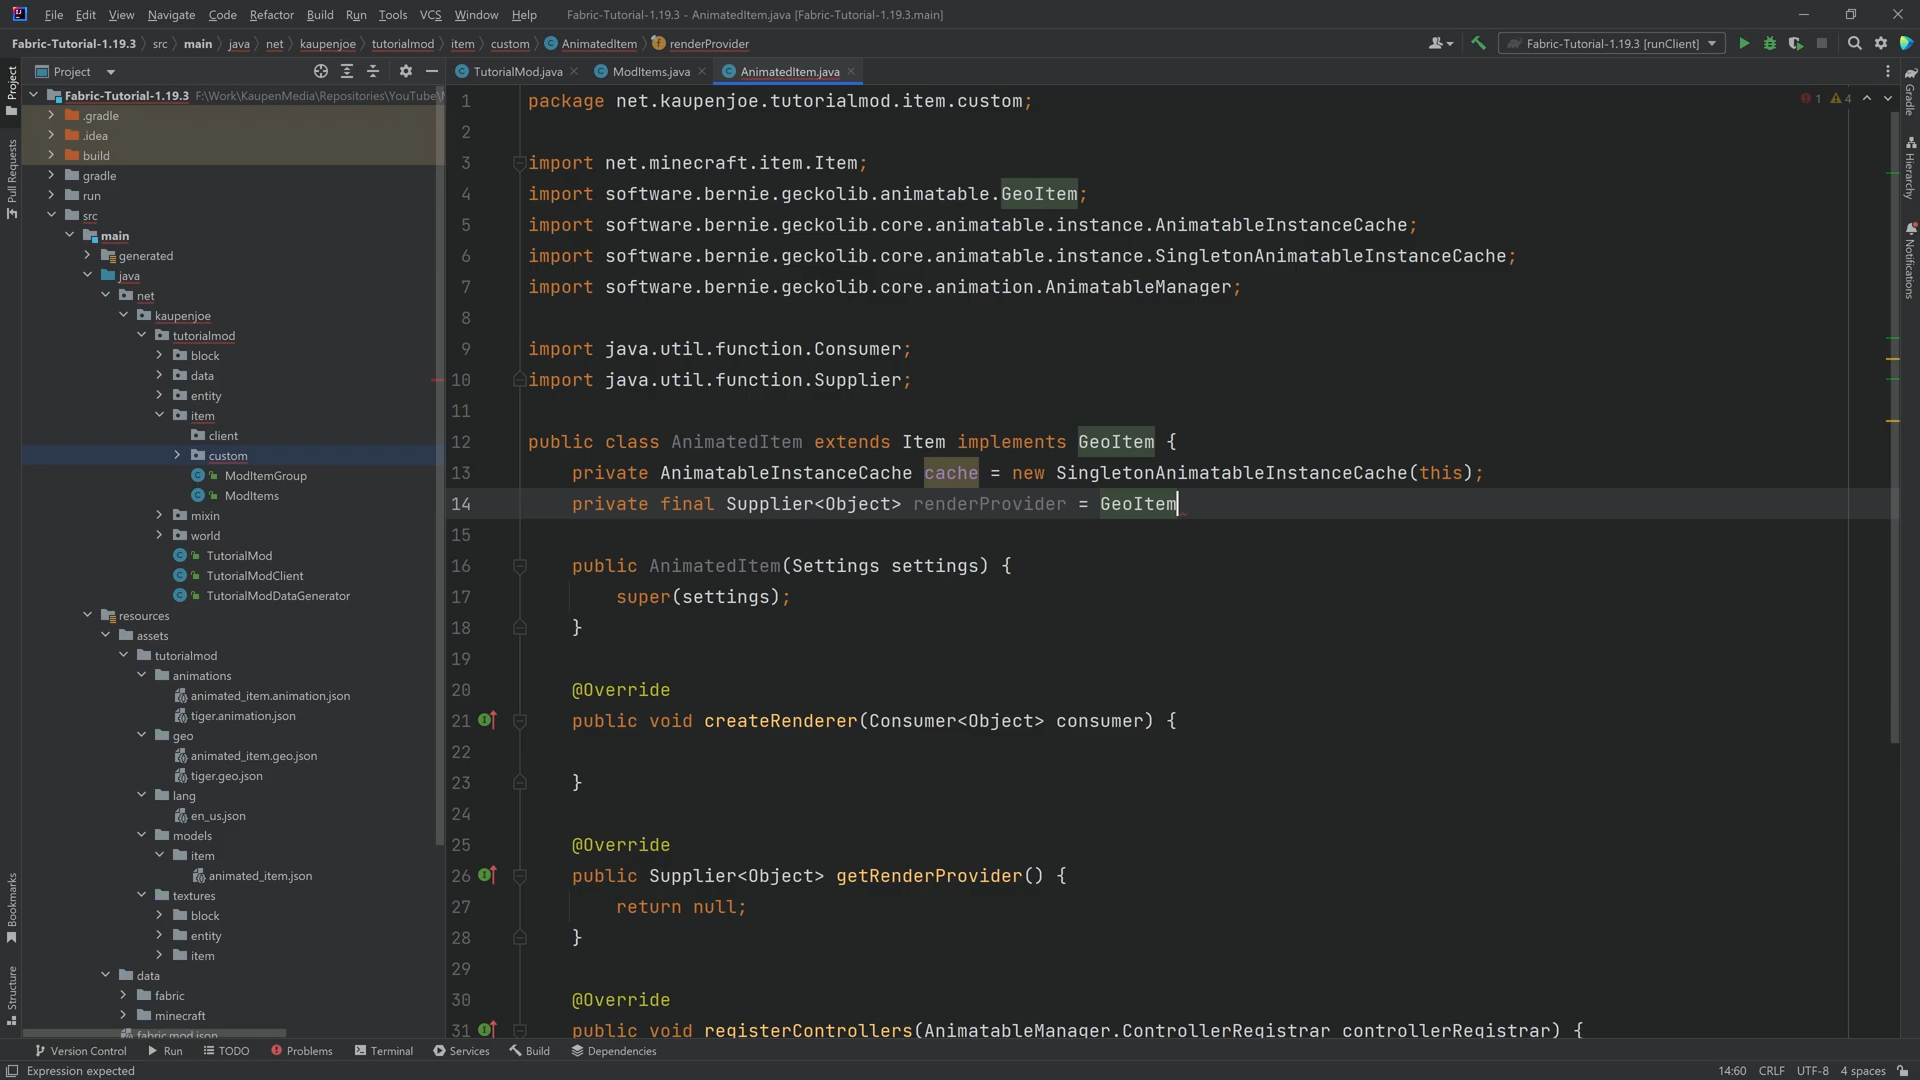 File Edit View Navigate Code Refactor Build Run Tools VCS Window Help Fabric-Tutorial-1.19.3 - AnimatedItem.java [Fabric-Tutorial-1.19.3.main]
Fabric-Tutorial-1.19.3 src main java net kaupenjoe tutorialmod item custom AnimatedItem renderProvider Fabric-Tutorial-1.19.3 [runClient]
Project
TutorialMod.java ModItems.java AnimatedItem.java
Fabric-Tutorial-1.19.3 F:\Work\KaupenMedia\Repositories\YouTube\
.gradle
.idea
build
gradle
run
src
main
generated
java
net
kaupenjoe
tutorialmod
block
data
entity
item
client
custom
ModItemGroup
ModItems
mixin
world
TutorialMod
TutorialModClient
TutorialModDataGenerator
resources
assets
tutorialmod
animations
animated_item.animation.json
tiger.animation.json
geo
animated_item.geo.json
tiger.geo.json
lang
en_us.json
models
item
animated_item.json
textures
block
entity
item
data
fabric
minecraft
fabric.mod.json
1 package net.kaupenjoe.tutorialmod.item.custom;
2
3 import net.minecraft.item.Item;
4 import software.bernie.geckolib.animatable.GeoItem;
5 import software.bernie.geckolib.core.animatable.instance.AnimatableInstanceCache;
6 import software.bernie.geckolib.core.animatable.instance.SingletonAnimatableInstanceCache;
7 import software.bernie.geckolib.core.animation.AnimatableManager;
8
9 import java.util.function.Consumer;
10 import java.util.function.Supplier;
11
12 public class AnimatedItem extends Item implements GeoItem {
13 private AnimatableInstanceCache cache = new SingletonAnimatableInstanceCache(this);
14 private final Supplier<Object> renderProvider = GeoItem
15
16 public AnimatedItem(Settings settings) {
17 super(settings);
18 }
19
20 @Override
21 public void createRenderer(Consumer<Object> consumer) {
22
23 }
24
25 @Override
26 public Supplier<Object> getRenderProvider() {
27 return null;
28 }
29
30 @Override
31 public void registerControllers(AnimatableManager.ControllerRegistrar controllerRegistrar) {
1 4
Project
Pull Requests
Bookmarks
Structure
Gradle
Hierarchy
Notifications
Version Control Run TODO Problems Terminal Services Build Dependencies
Expression expected 14:60 CRLF UTF-8 4 spaces